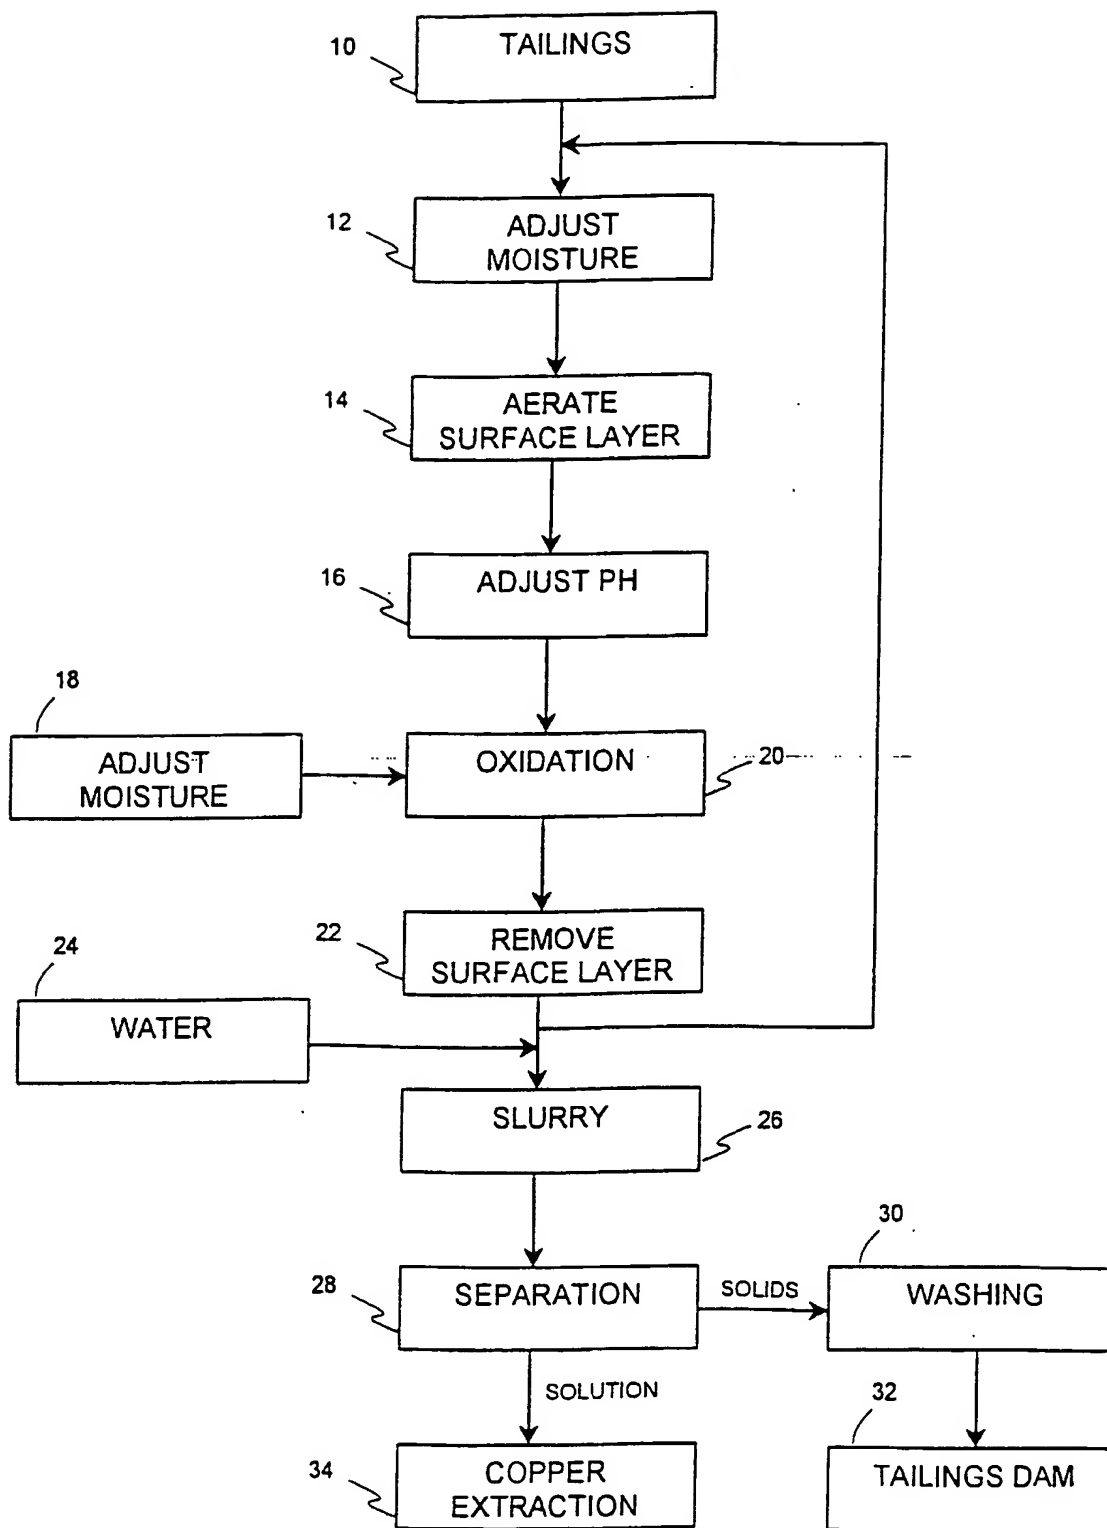 10
TAILINGS
12
ADJUST
MOISTURE
14
AERATE
SURFACE LAYER
16
ADJUST PH
18
ADJUST
MOISTURE
OXIDATION
20
22
REMOVE
SURFACE LAYER
24
WATER
SLURRY
26
28
SEPARATION
SOLIDS
30
WASHING
SOLUTION
32
TAILINGS DAM
34
COPPER
EXTRACTION